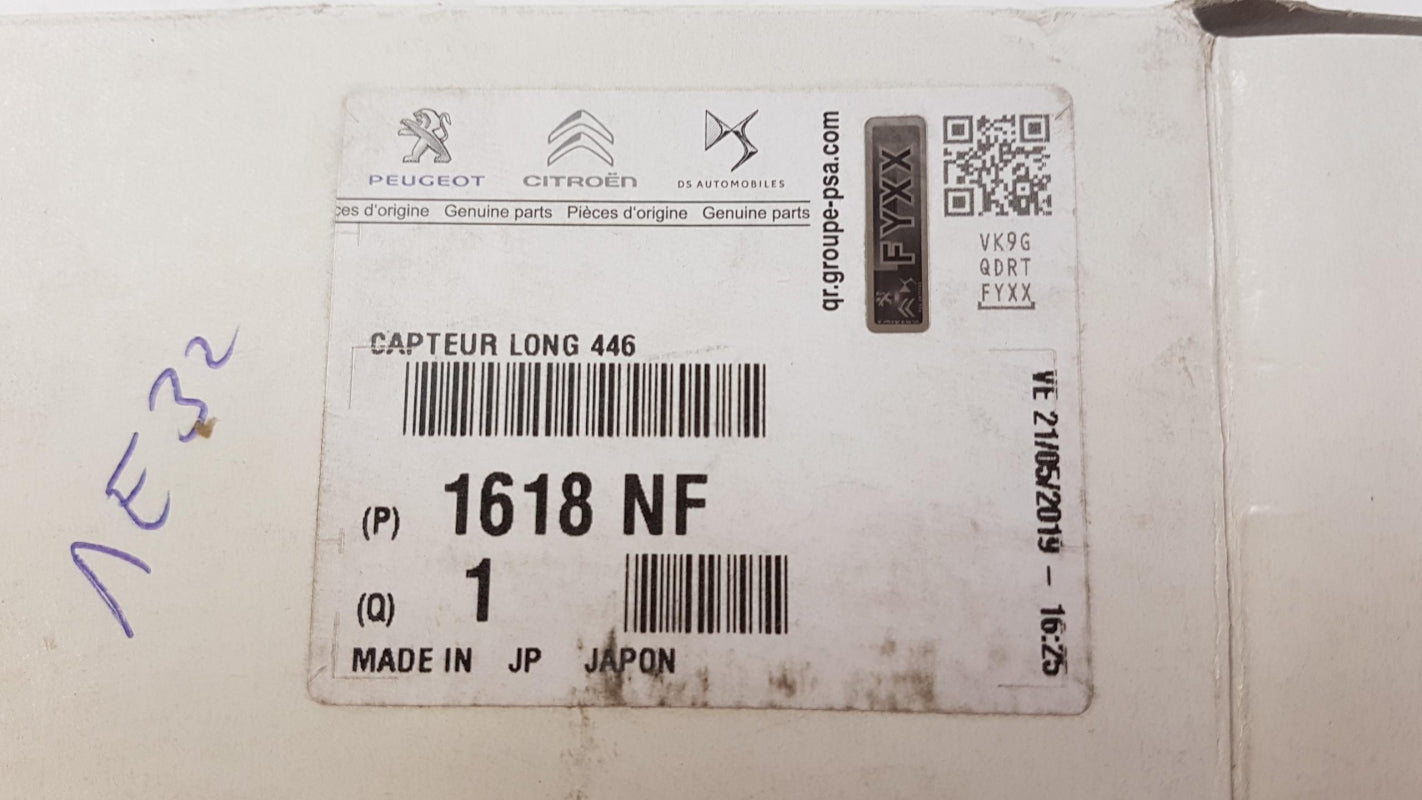 PEUGEOT CITROËN DS AUTOMOBILES
ces d'origine Genuine parts Pièces d'origine Genuine parts
qr.groupe-psa.com
FYXX
VK9G
QDRT
FYXX
CAPTEUR LONG 446
(P) 1618 NF
(Q) 1
MADE IN JP JAPON
VE 21/05/2019 - 16:25
1E32